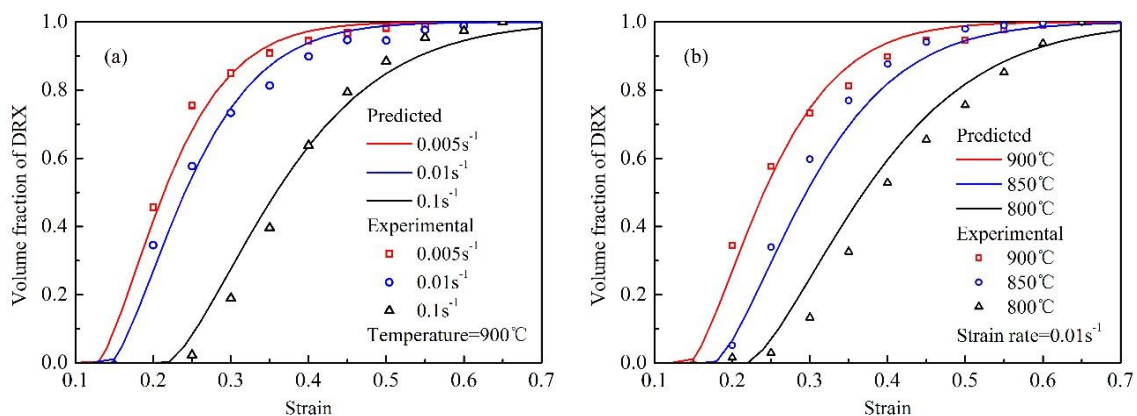 1.0
0.8
0.6
0.4
0.2
0.0
Volume fraction of DRX
(a)
Predicted
0.005s⁻¹
0.01s⁻¹
0.1s⁻¹
Experimental
0.005s⁻¹
0.01s⁻¹
0.1s⁻¹
Temperature=900℃
0.1 0.2 0.3 0.4 0.5 0.6 0.7
Strain
1.0
0.8
0.6
0.4
0.2
0.0
Volume fraction of DRX
(b)
Predicted
900℃
850℃
800℃
Experimental
900℃
850℃
800℃
Strain rate=0.01s⁻¹
0.1 0.2 0.3 0.4 0.5 0.6 0.7
Strain